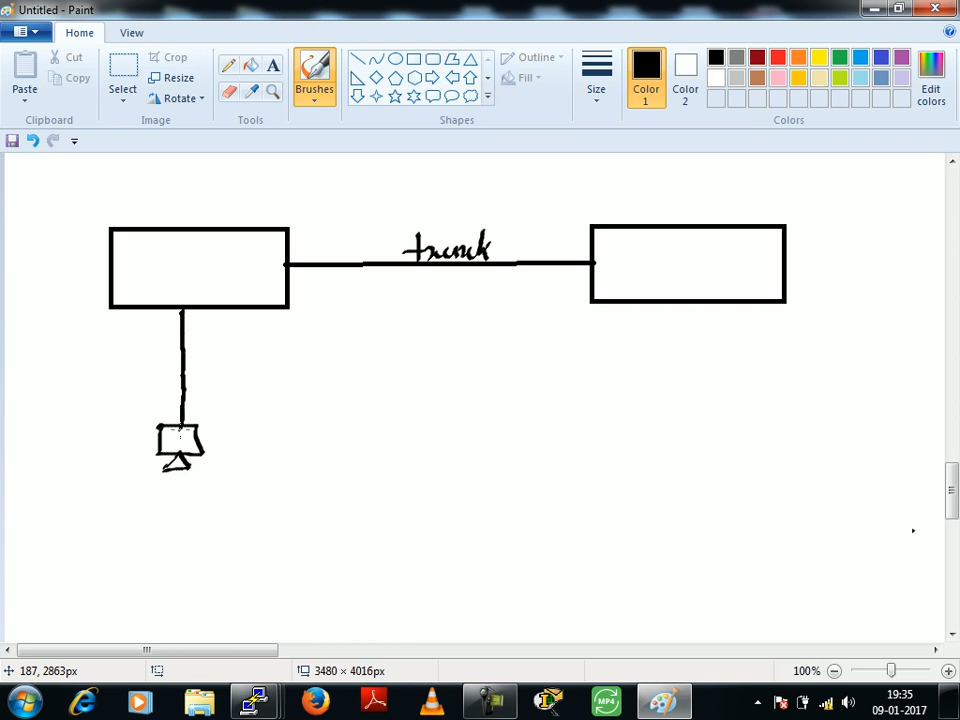 Untitled - Paint
Home
View
Paste
Cut
Copy
Clipboard
Select
Crop
Resize
Rotate
Image
A
Tools
Brushes
Outline
Fill
Shapes
Size
Color 1
Color 2
Edit colors
Colors
trunk
187, 2863px
3480 × 4016px
100%
MP4
19:35
09-01-2017